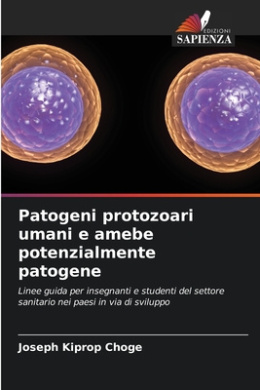 EDIZIONI
SAPIENZA
Patogeni protozoari
umani e amebe
potenzialmente
patogene
Linee guida per insegnanti e studenti del settore
sanitario nei paesi in via di sviluppo
Joseph Kiprop Choge